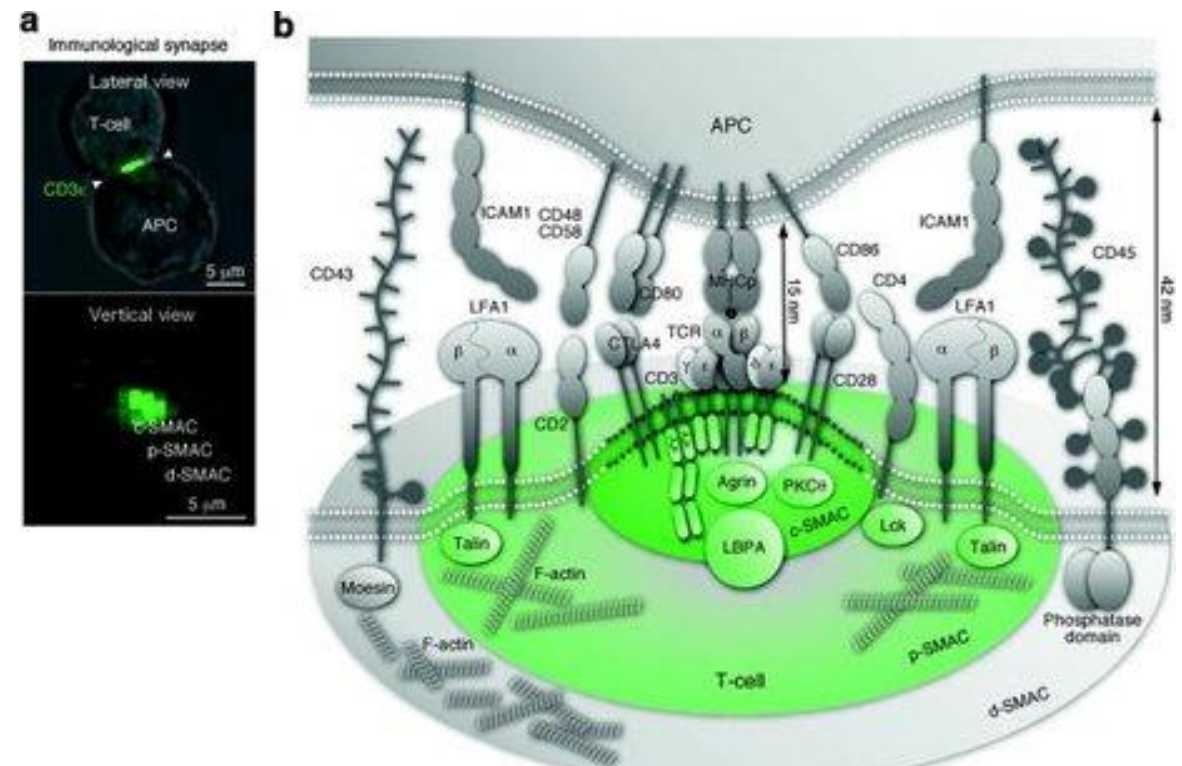 a
Immunological synapse
Lateral view
T-cell
CD3ε
APC
5 μm
Vertical view
c-SMAC
p-SMAC
d-SMAC
5 μm
b
APC
ICAM1
CD48
CD58
ICAM1
CD86
CD45
CD43
CD80
MHCp
15 nm
CD4
42 nm
LFA1
LFA1
β
α
CTLA4
TCR
α
β
α
β
CD3
γ
ε
δ
ε
CD28
CD2
Agrin
PKCθ
c-SMAC
Lck
Talin
LBPA
Talin
F-actin
Moesin
Phosphatase
domain
F-actin
p-SMAC
T-cell
d-SMAC